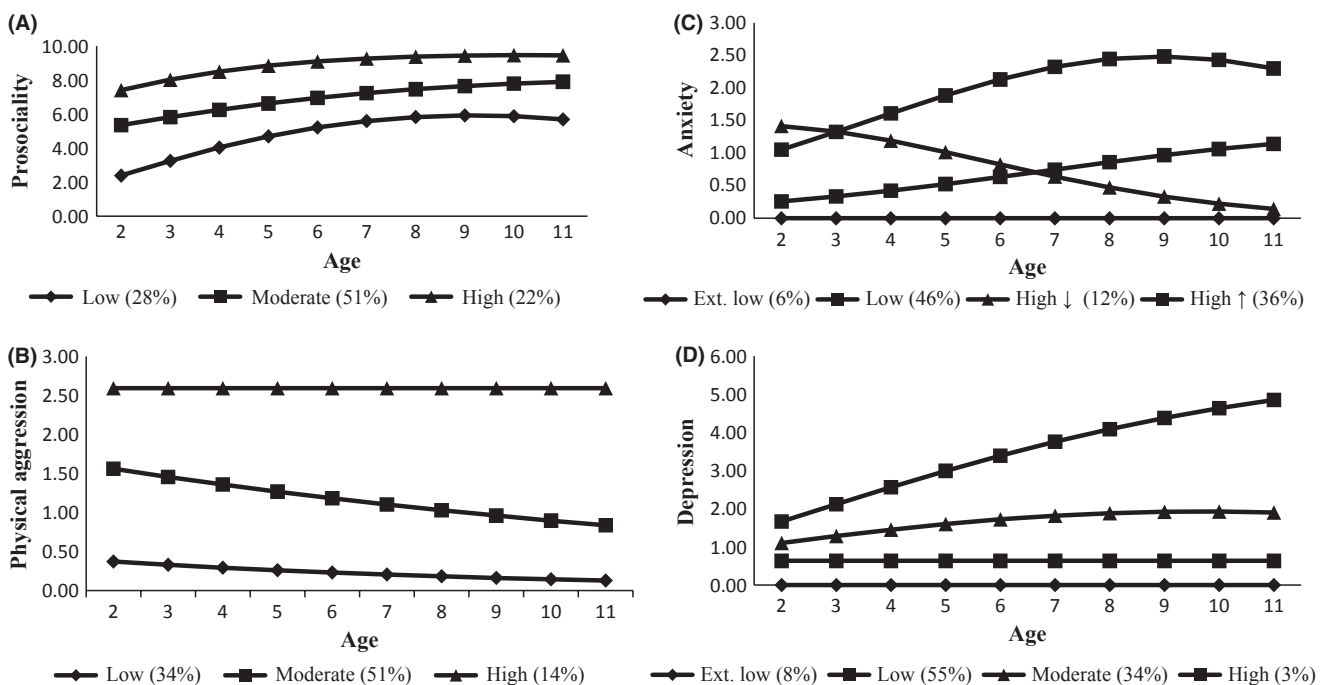 (A)
Prosociality
10.00
8.00
6.00
4.00
2.00
0.00
2 3 4 5 6 7 8 9 10 11
Age
Low (28%) Moderate (51%) High (22%)
(B)
Physical aggression
3.00
2.50
2.00
1.50
1.00
0.50
0.00
2 3 4 5 6 7 8 9 10 11
Age
Low (34%) Moderate (51%) High (14%)
(C)
Anxiety
3.00
2.50
2.00
1.50
1.00
0.50
0.00
2 3 4 5 6 7 8 9 10 11
Age
Ext. low (6%) Low (46%) High ↓ (12%) High ↑ (36%)
(D)
Depression
6.00
5.00
4.00
3.00
2.00
1.00
0.00
2 3 4 5 6 7 8 9 10 11
Age
Ext. low (8%) Low (55%) Moderate (34%) High (3%)